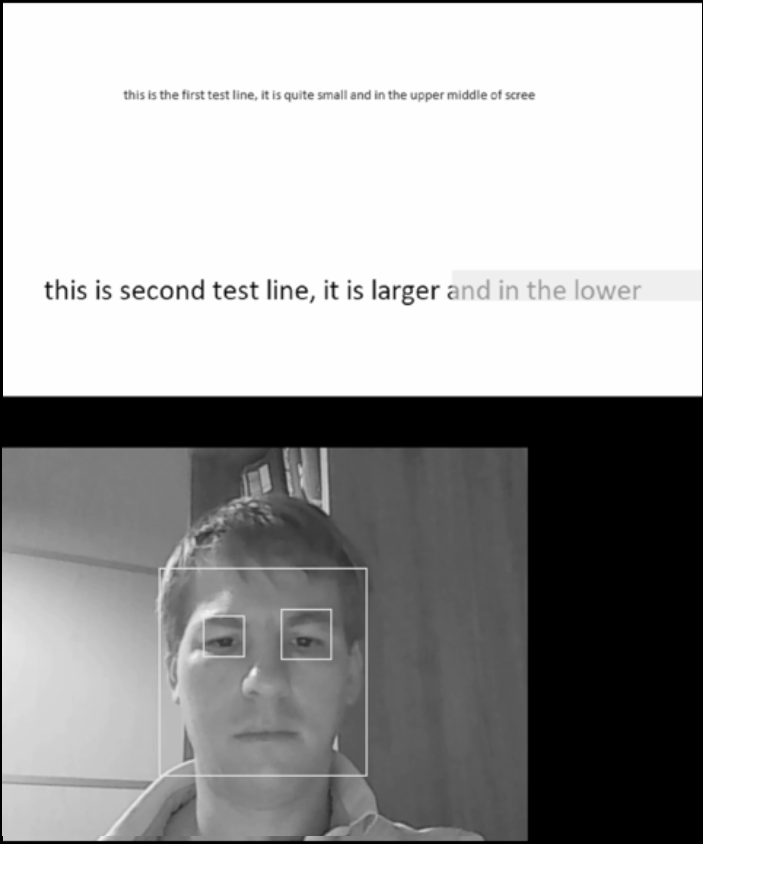 this is the first test line, it is quite small and in the upper middle of scree
this is second test line, it is larger and in the lower